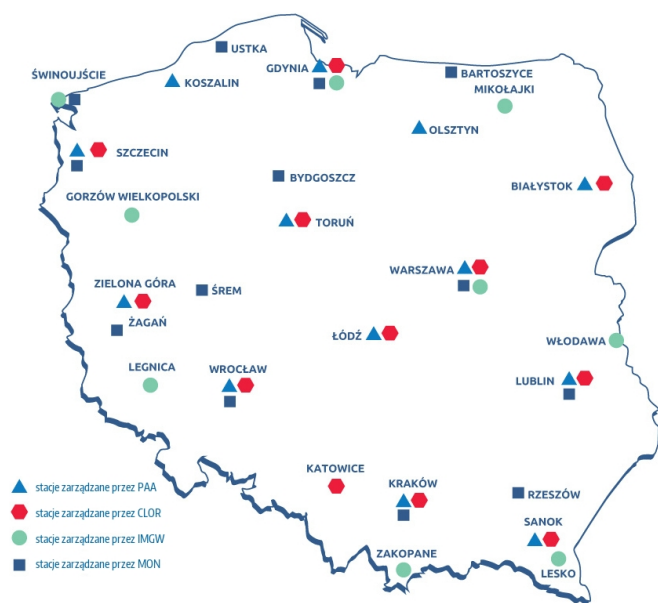 USTKA
GDYNIA
ŚWINOUJŚCIE
KOSZALIN
BARTOSZYCE
MIKOŁAJKI
OLSZTYN
SZCZECIN
BYDGOSZCZ
BIAŁYSTOK
GORZÓW WIELKOPOLSKI
TORUŃ
WARSZAWA
ZIELONA GÓRA
ŚREM
ŻAGAŃ
ŁÓDŹ
WŁODAWA
LEGNICA
WROCŁAW
LUBLIN
KATOWICE
KRAKÓW
RZESZÓW
SANOK
ZAKOPANE
LESKO
stacje zarządzane przez PAA
stacje zarządzane przez CLOR
stacje zarządzane przez IMGW
stacje zarządzane przez MON